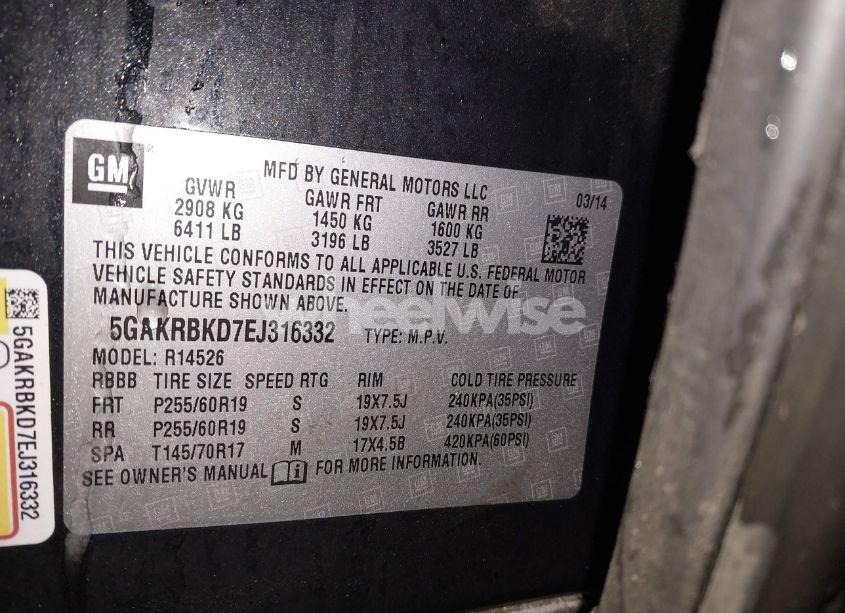 GM
MFD BY GENERAL MOTORS LLC
03/14
GVWR GAWR FRT GAWR RR
2908 KG 1450 KG 1600 KG
6411 LB 3196 LB 3527 LB
THIS VEHICLE CONFORMS TO ALL APPLICABLE U.S. FEDERAL MOTOR
VEHICLE SAFETY STANDARDS IN EFFECT ON THE DATE OF
MANUFACTURE SHOWN ABOVE.
5GAKRBKD7EJ316332 TYPE: M.P.V.
MODEL: R14526
RBBB TIRE SIZE SPEED RTG RIM COLD TIRE PRESSURE
FRT P255/60R19 S 19X7.5J 240KPA(35PSI)
RR P255/60R19 S 19X7.5J 240KPA(35PSI)
SPA T145/70R17 M 17X4.5B 420KPA(60PSI)
SEE OWNER'S MANUAL FOR MORE INFORMATION.
5GAKRBKD7EJ316332